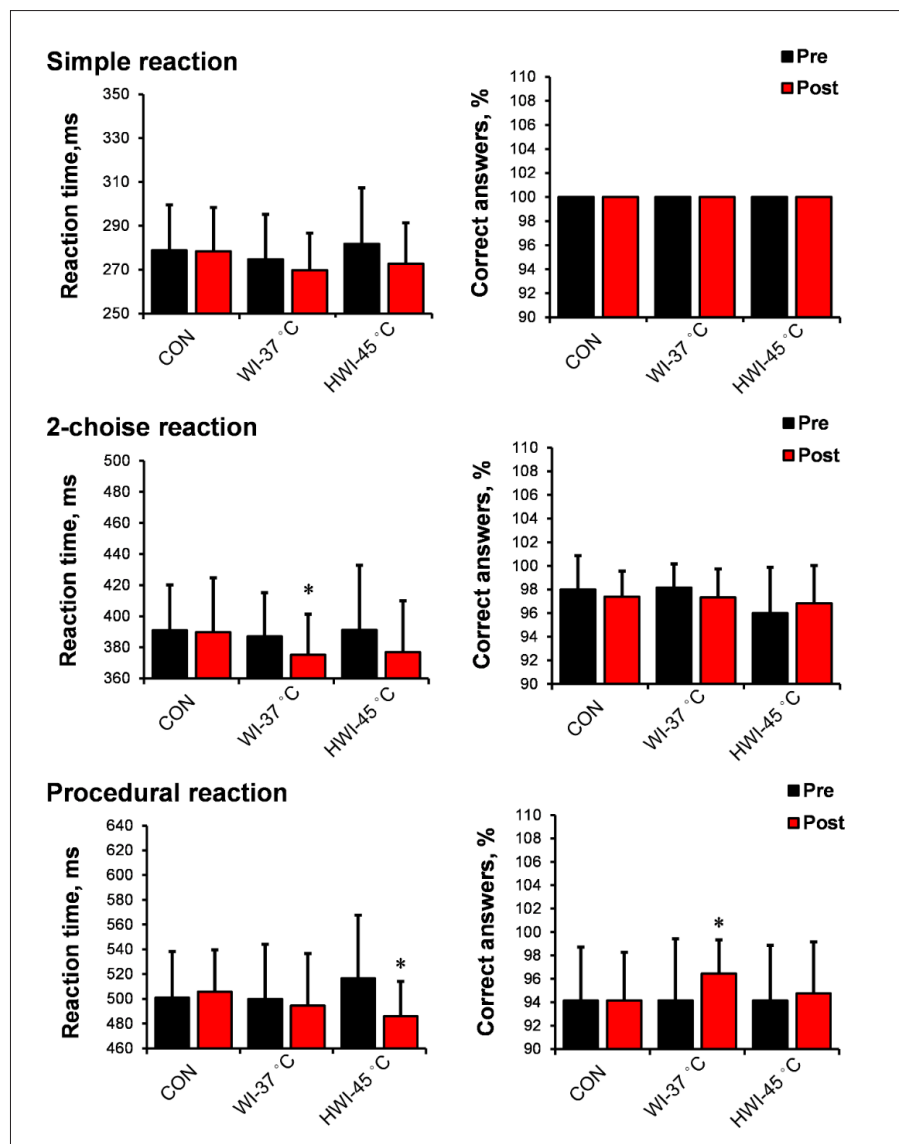 Simple reaction
Pre
Post
Reaction time,ms
350
330
310
290
270
250
CON
WI-37°C
HWI-45°C
Correct answers, %
110
108
106
104
102
100
98
96
94
92
90
CON
WI-37°C
HWI-45°C
2-choise reaction
Pre
Post
Reaction time, ms
500
480
460
440
420
400
380
360
*
CON
WI-37°C
HWI-45°C
Correct answers, %
110
108
106
104
102
100
98
96
94
92
90
CON
WI-37°C
HWI-45°C
Procedural reaction
Pre
Post
Reaction time, ms
640
620
600
580
560
540
520
500
480
460
*
CON
WI-37°C
HWI-45°C
Correct answers, %
110
108
106
104
102
100
98
96
94
92
90
*
CON
WI-37°C
HWI-45°C